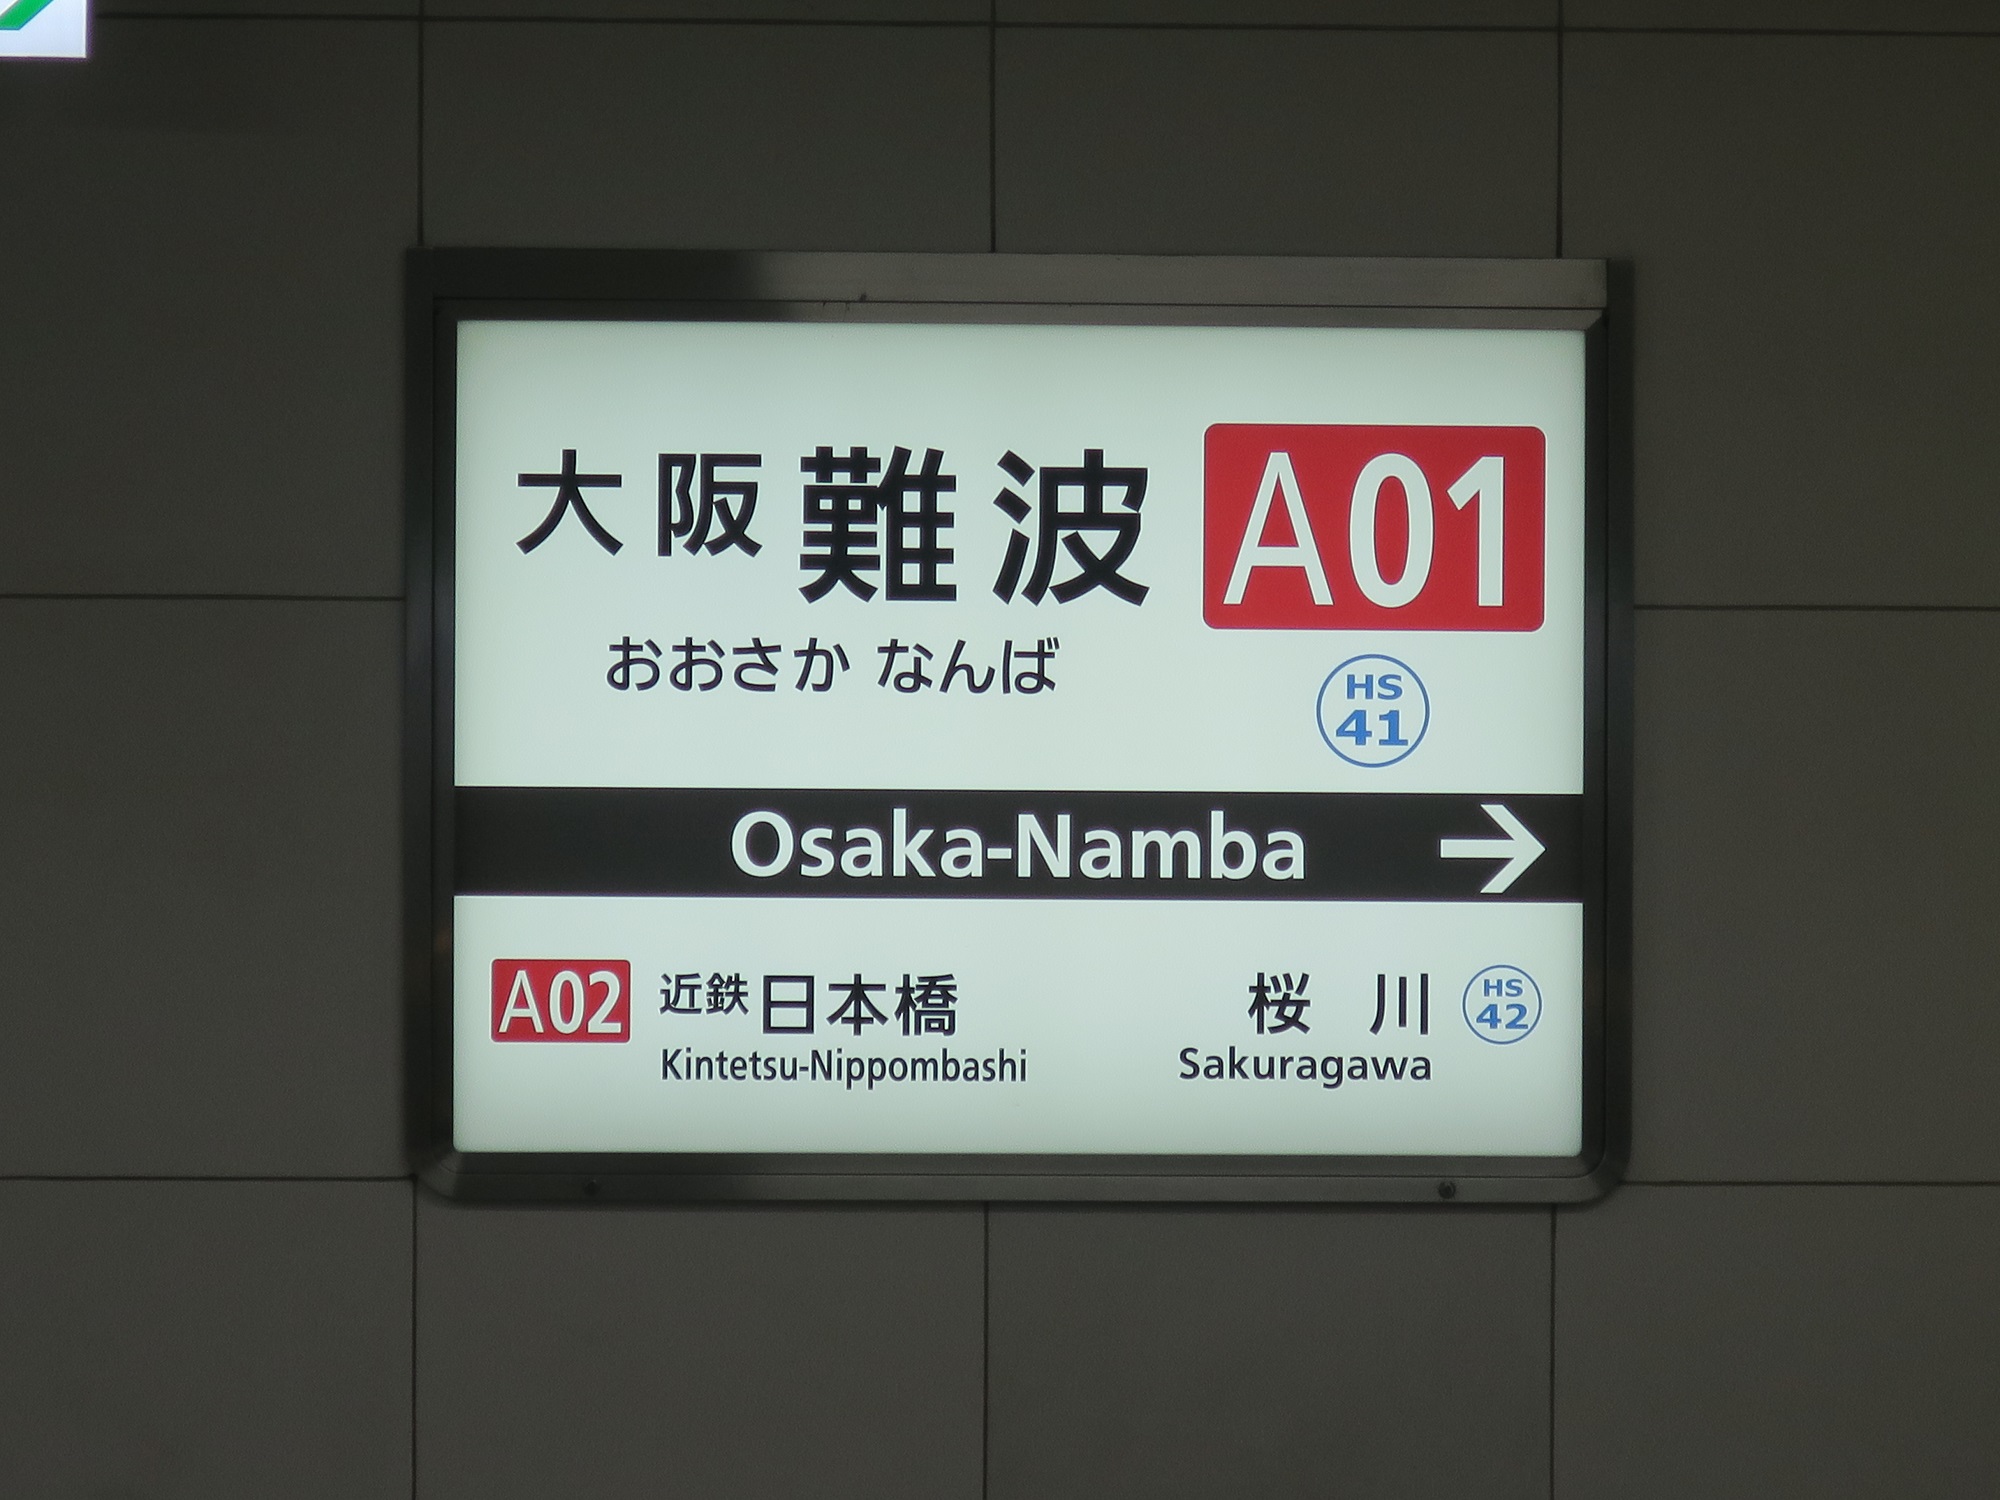 大阪難波 A01
おおさか なんば
HS
41
Osaka-Namba →
A02 近鉄日本橋
Kintetsu-Nippombashi
桜川 HS
42
Sakuragawa